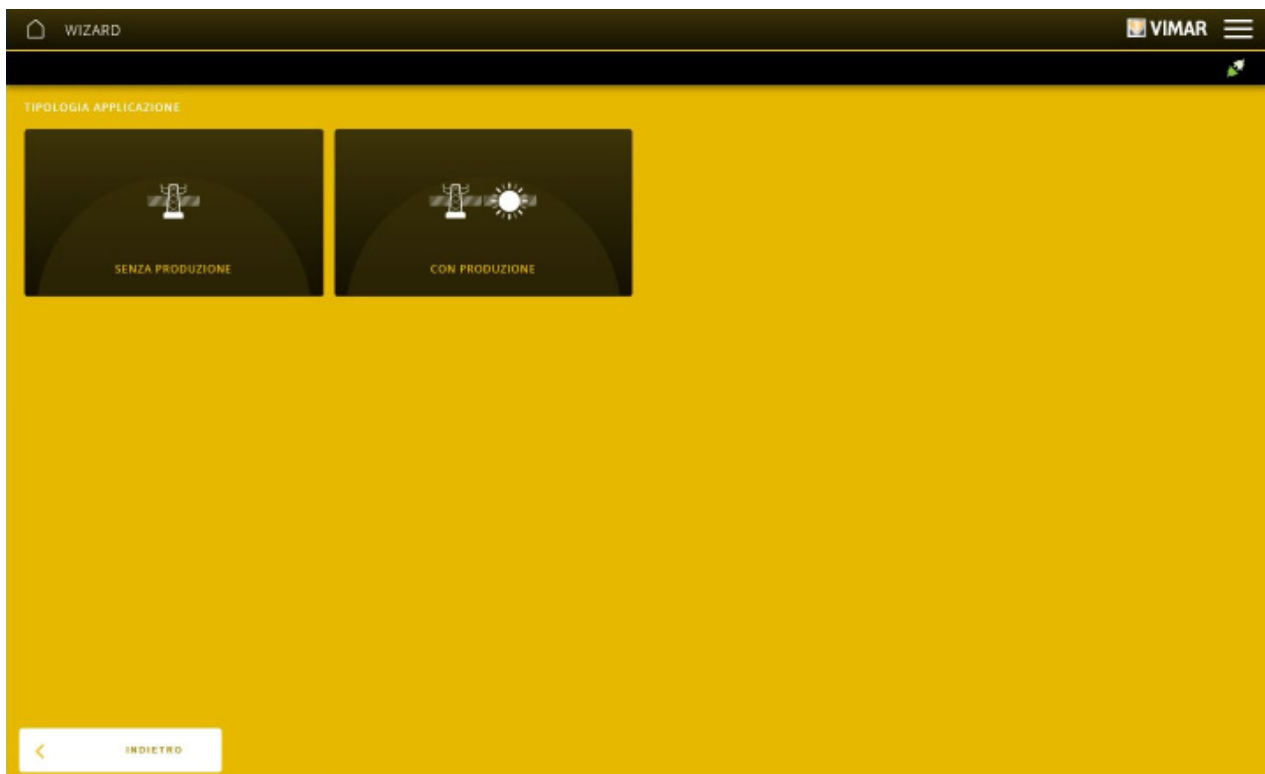 WIZARD
VIMAR
TIPOLOGIA APPLICAZIONE
SENZA PRODUZIONE
CON PRODUZIONE
INDIETRO